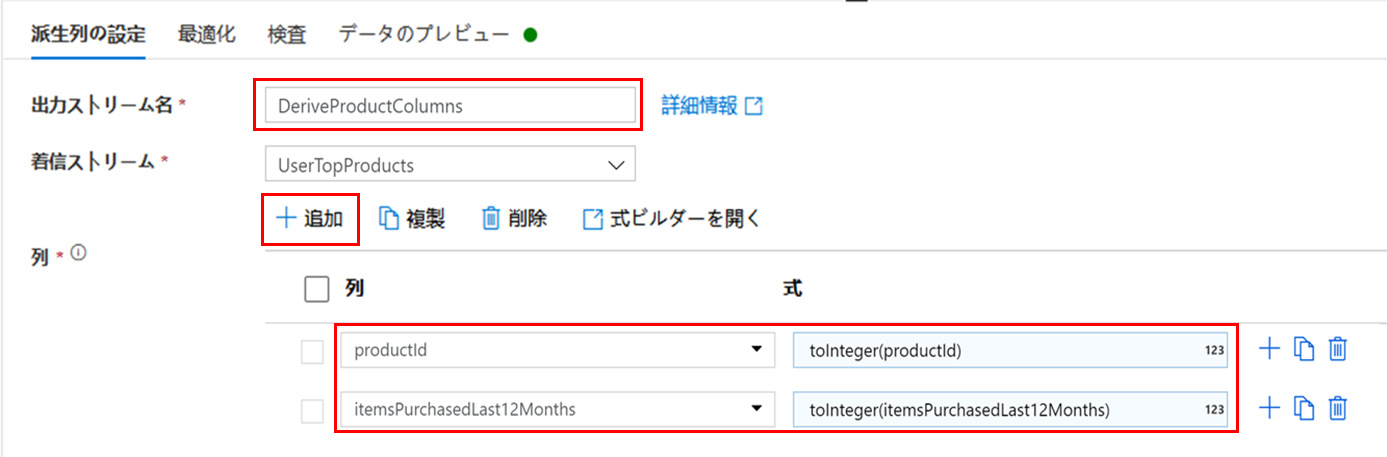 派生列の設定 最適化 検査 データのプレビュー
出力ストリーム名 * DeriveProductColumns 詳細情報
着信ストリーム * UserTopProducts
追加 複製 削除 式ビルダーを開く
列 *
列 式
productId toInteger(productId) 123
itemsPurchasedLast12Months toInteger(itemsPurchasedLast12Months) 123